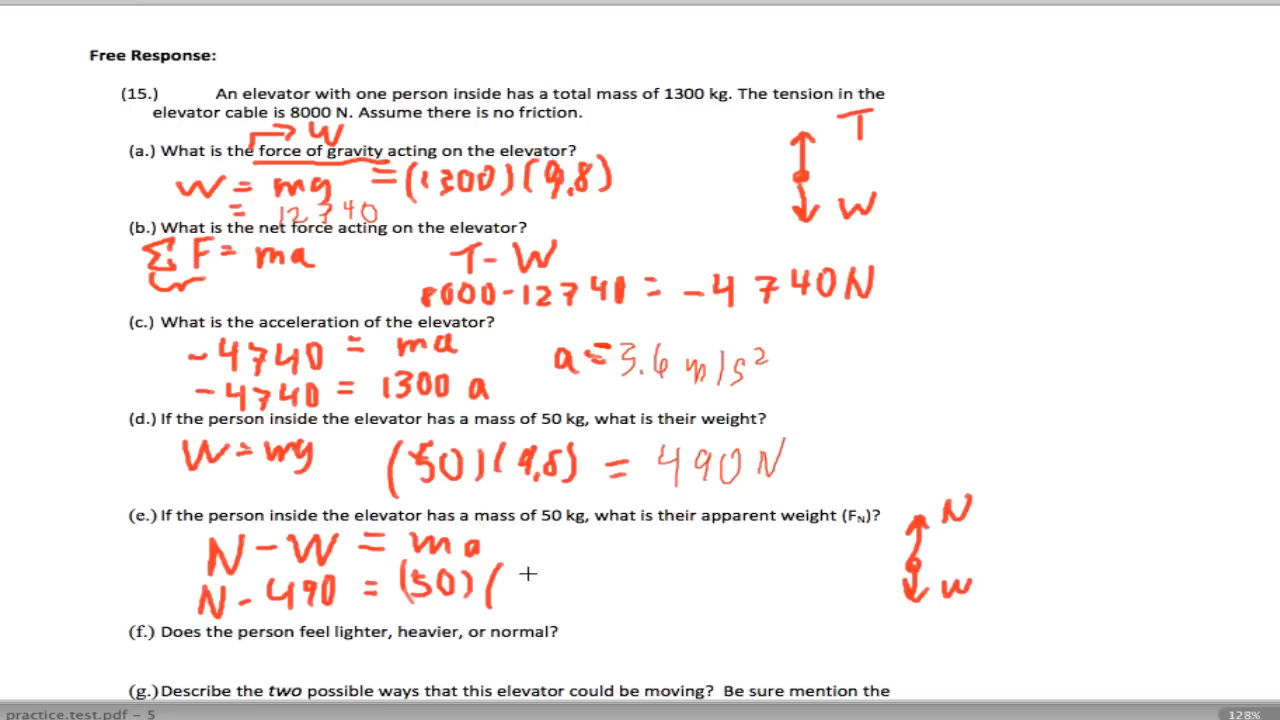 Free Response:
(15.) An elevator with one person inside has a total mass of 1300 kg. The tension in the
elevator cable is 8000 N. Assume there is no friction.
T
W
(a.) What is the force of gravity acting on the elevator?
W = mg = (1300)(9.8)
= 12740
W
(b.) What is the net force acting on the elevator?
Σ F = ma T - W
8000 - 12740 = -4740 N
(c.) What is the acceleration of the elevator?
-4740 = ma a = 3.6 m/s²
-4740 = 1300 a
(d.) If the person inside the elevator has a mass of 50 kg, what is their weight?
W = mg (50)(9.8) = 490 N
(e.) If the person inside the elevator has a mass of 50 kg, what is their apparent weight (F_N)?
N
N - W = ma
N - 490 = (50)(
W
(f.) Does the person feel lighter, heavier, or normal?
(g.) Describe the two possible ways that this elevator could be moving? Be sure mention the
practice.test.pdf – 5
128%